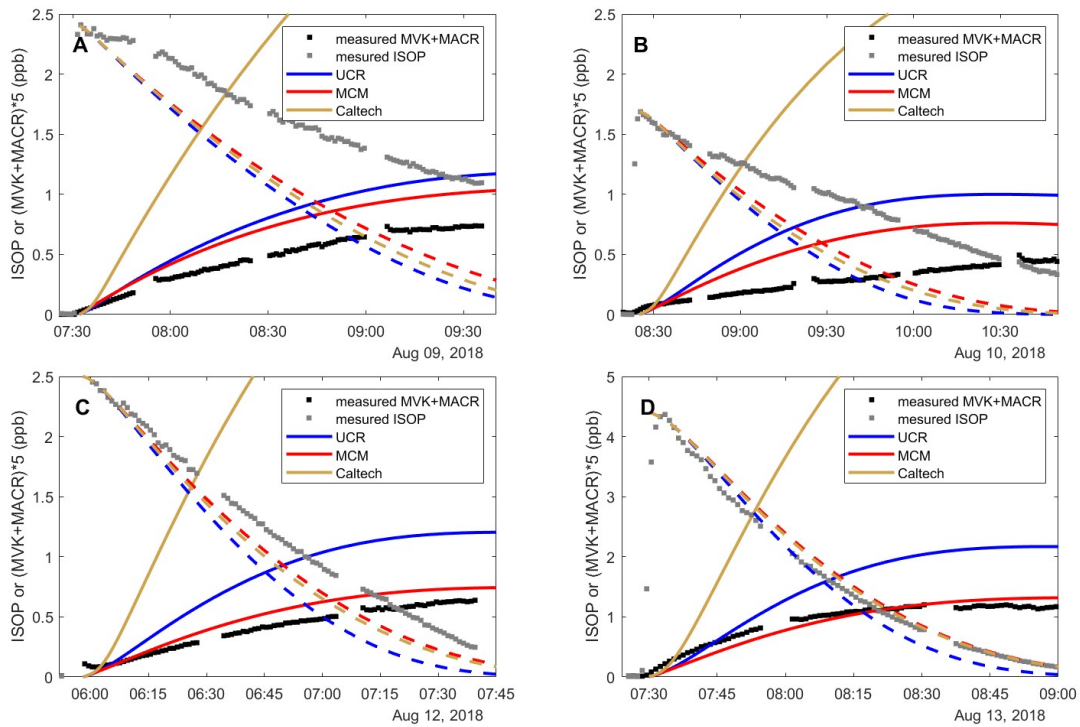 A
2.5
2
1.5
1
0.5
0
ISOP or (MVK+MACR)*5 (ppb)
measured MVK+MACR
mesured ISOP
UCR
MCM
Caltech
07:30 08:00 08:30 09:00 09:30
Aug 09, 2018
B
2.5
2
1.5
1
0.5
0
ISOP or (MVK+MACR)*5 (ppb)
measured MVK+MACR
mesured ISOP
UCR
MCM
Caltech
08:30 09:00 09:30 10:00 10:30
Aug 10, 2018
C
2.5
2
1.5
1
0.5
0
ISOP or (MVK+MACR)*5 (ppb)
measured MVK+MACR
mesured ISOP
UCR
MCM
Caltech
06:00 06:15 06:30 06:45 07:00 07:15 07:30 07:45
Aug 12, 2018
D
5
4
3
2
1
0
ISOP or (MVK+MACR)*5 (ppb)
measured MVK+MACR
mesured ISOP
UCR
MCM
Caltech
07:30 07:45 08:00 08:15 08:30 08:45 09:00
Aug 13, 2018